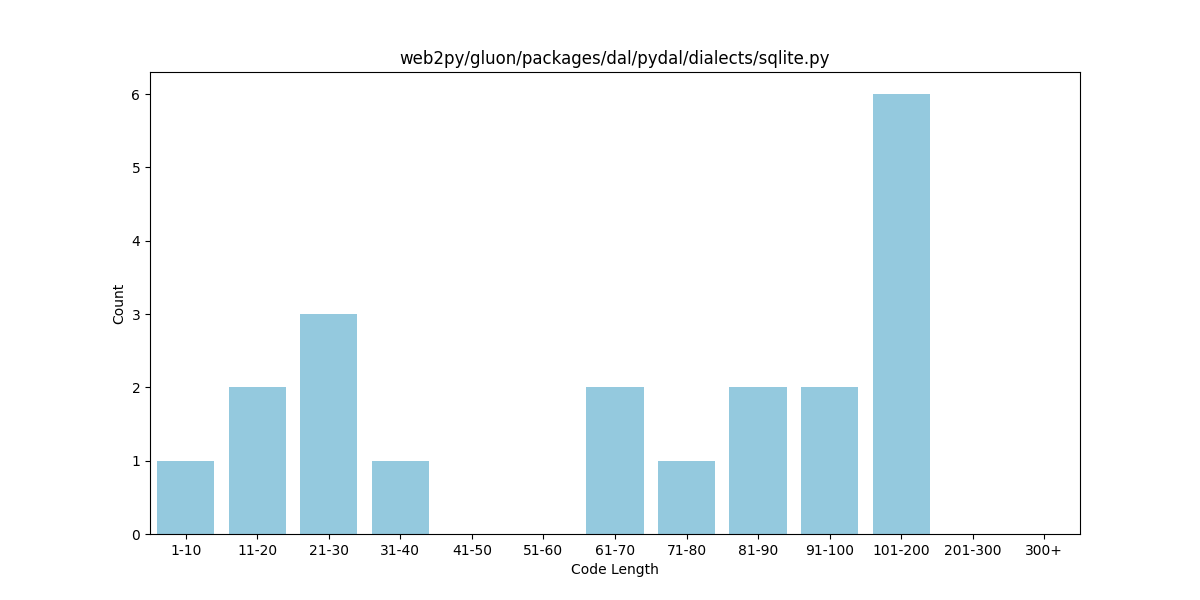 web2py/gluon/packages/dal/pydal/dialects/sqlite.py
6
5
4
3
2
1
0
Count
1-10 11-20 21-30 31-40 41-50 51-60 61-70 71-80 81-90 91-100 101-200 201-300 300+
Code Length